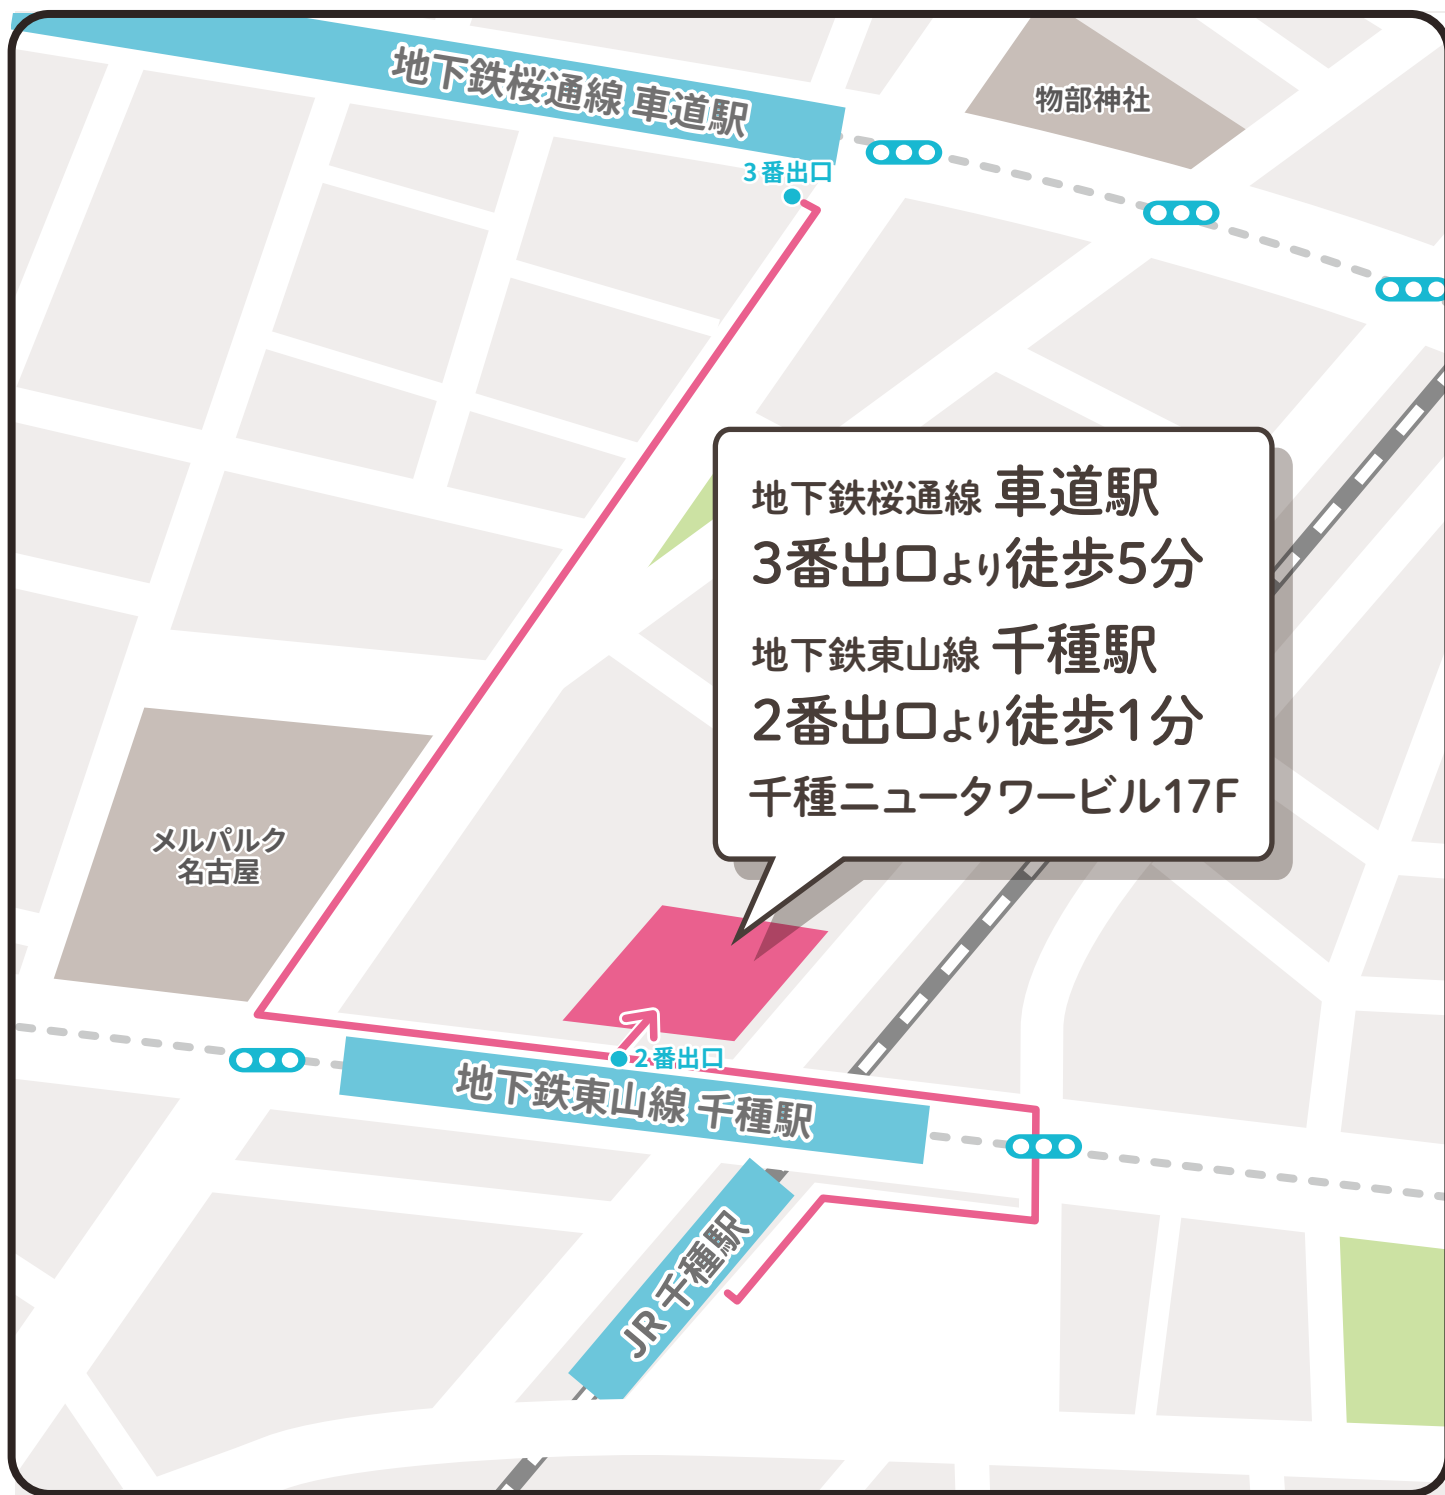 地下鉄桜通線 車道駅
物部神社
3番出口
地下鉄桜通線 車道駅
3番出口より徒歩5分
地下鉄東山線 千種駅
2番出口より徒歩1分
千種ニュータワービル17F
メルパルク
名古屋
2番出口
地下鉄東山線 千種駅
JR 千種駅